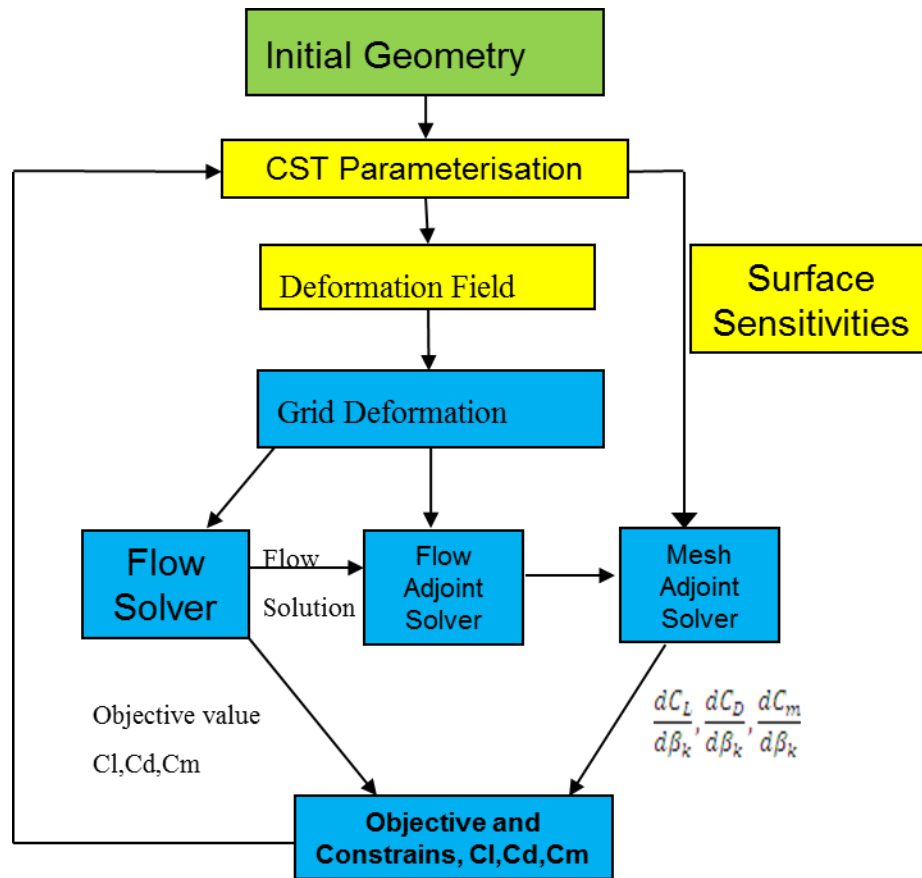 Initial Geometry
CST Parameterisation
Deformation Field
Surface
Sensitivities
Grid Deformation
Flow
Solver
Flow
Solution
Flow
Adjoint
Solver
Mesh
Adjoint
Solver
Objective value
Cl,Cd,Cm
dC_L/dβ_k, dC_D/dβ_k, dC_m/dβ_k
Objective and
Constrains, Cl,Cd,Cm